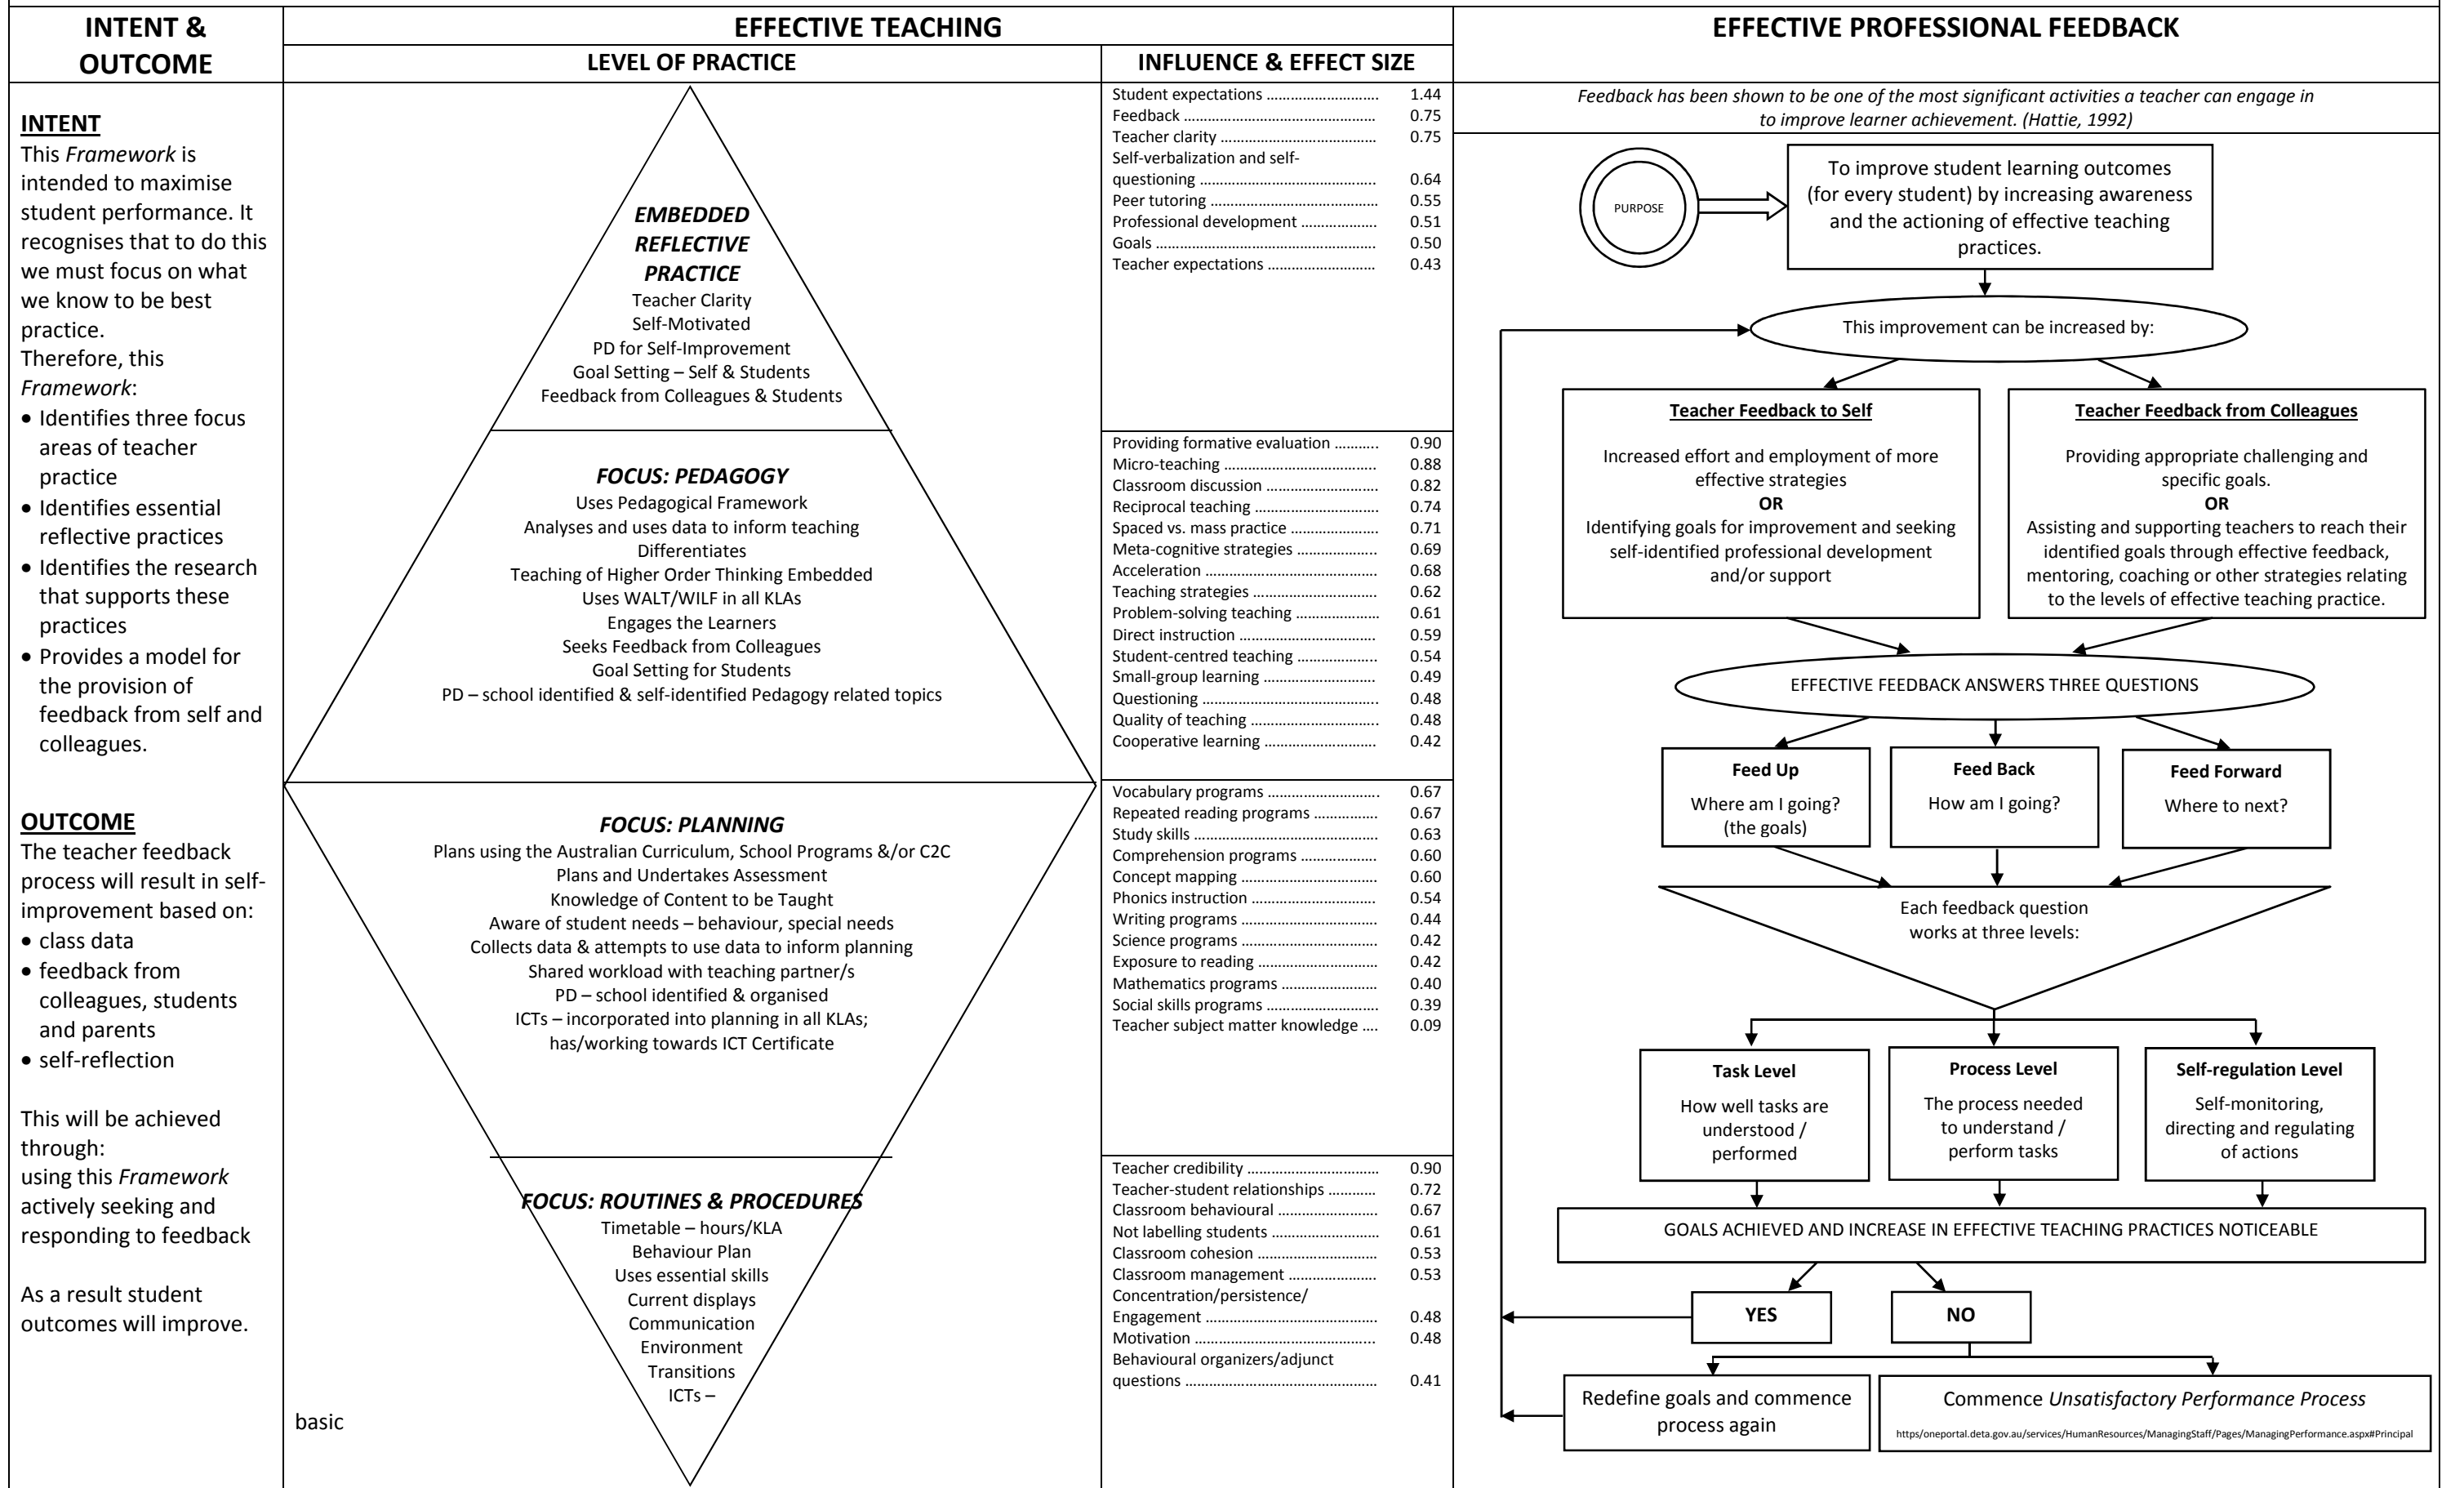 INTENT &
OUTCOME
EFFECTIVE TEACHING
LEVEL OF PRACTICE
INFLUENCE & EFFECT SIZE
EFFECTIVE PROFESSIONAL FEEDBACK
INTENT
This Framework is
intended to maximise
student performance. It
recognises that to do this
we must focus on what
we know to be best
practice.
Therefore, this
Framework:
• Identifies three focus
areas of teacher
practice
• Identifies essential
reflective practices
• Identifies the research
that supports these
practices
• Provides a model for
the provision of
feedback from self and
colleagues.
OUTCOME
The teacher feedback
process will result in self-
improvement based on:
• class data
• feedback from
colleagues, students
and parents
• self-reflection
This will be achieved
through:
using this Framework
actively seeking and
responding to feedback
As a result student
outcomes will improve.
EMBEDDED
REFLECTIVE
PRACTICE
Teacher Clarity
Self-Motivated
PD for Self-Improvement
Goal Setting – Self & Students
Feedback from Colleagues & Students
FOCUS: PEDAGOGY
Uses Pedagogical Framework
Analyses and uses data to inform teaching
Differentiates
Teaching of Higher Order Thinking Embedded
Uses WALT/WILF in all KLAs
Engages the Learners
Seeks Feedback from Colleagues
Goal Setting for Students
PD – school identified & self-identified Pedagogy related topics
FOCUS: PLANNING
Plans using the Australian Curriculum, School Programs &/or C2C
Plans and Undertakes Assessment
Knowledge of Content to be Taught
Aware of student needs – behaviour, special needs
Collects data & attempts to use data to inform planning
Shared workload with teaching partner/s
PD – school identified & organised
ICTs – incorporated into planning in all KLAs;
has/working towards ICT Certificate
FOCUS: ROUTINES & PROCEDURES
Timetable – hours/KLA
Behaviour Plan
Uses essential skills
Current displays
Communication
Environment
Transitions
ICTs –
basic
Student expectations ............................ 1.44
Feedback ............................ 0.75
Teacher clarity ............................ 0.75
Self-verbalization and self-
questioning ............................ 0.64
Peer tutoring ............................ 0.55
Professional development ................... 0.51
Goals ............................ 0.50
Teacher expectations ........................... 0.43
Providing formative evaluation ........... 0.90
Micro-teaching ............................ 0.88
Classroom discussion ............................ 0.82
Reciprocal teaching ............................ 0.74
Spaced vs. mass practice ...................... 0.71
Meta-cognitive strategies .................... 0.69
Acceleration ............................ 0.68
Teaching strategies ............................ 0.62
Problem-solving teaching ..................... 0.61
Direct instruction ............................ 0.59
Student-centred teaching .................... 0.54
Small-group learning ............................ 0.49
Questioning ............................ 0.48
Quality of teaching ............................ 0.48
Cooperative learning ............................ 0.42
Vocabulary programs ............................ 0.67
Repeated reading programs ................. 0.67
Study skills ............................ 0.63
Comprehension programs .................... 0.60
Concept mapping ............................ 0.60
Phonics instruction ............................ 0.54
Writing programs ............................ 0.44
Science programs ............................ 0.42
Exposure to reading ............................ 0.42
Mathematics programs ........................ 0.40
Social skills programs ............................ 0.39
Teacher subject matter knowledge .... 0.09
Teacher credibility ............................ 0.90
Teacher-student relationships ............ 0.72
Classroom behavioural ......................... 0.67
Not labelling students ............................ 0.61
Classroom cohesion ............................ 0.53
Classroom management ...................... 0.53
Concentration/persistence/
Engagement ............................ 0.48
Motivation ............................ 0.48
Behavioural organizers/adjunct
questions ............................ 0.41
Feedback has been shown to be one of the most significant activities a teacher can engage in
to improve learner achievement. (Hattie, 1992)
PURPOSE
To improve student learning outcomes
(for every student) by increasing awareness
and the actioning of effective teaching
practices.
This improvement can be increased by:
Teacher Feedback to Self
Increased effort and employment of more
effective strategies
OR
Identifying goals for improvement and seeking
self-identified professional development
and/or support
Teacher Feedback from Colleagues
Providing appropriate challenging and
specific goals.
OR
Assisting and supporting teachers to reach their
identified goals through effective feedback,
mentoring, coaching or other strategies relating
to the levels of effective teaching practice.
EFFECTIVE FEEDBACK ANSWERS THREE QUESTIONS
Feed Up
Where am I going?
(the goals)
Feed Back
How am I going?
Feed Forward
Where to next?
Each feedback question
works at three levels:
Task Level
How well tasks are
understood /
performed
Process Level
The process needed
to understand /
perform tasks
Self-regulation Level
Self-monitoring,
directing and regulating
of actions
GOALS ACHIEVED AND INCREASE IN EFFECTIVE TEACHING PRACTICES NOTICEABLE
YES
NO
Redefine goals and commence
process again
Commence Unsatisfactory Performance Process
https/oneportal.deta.gov.au/services/HumanResources/ManagingStaff/Pages/ManagingPerformance.aspx#Principal